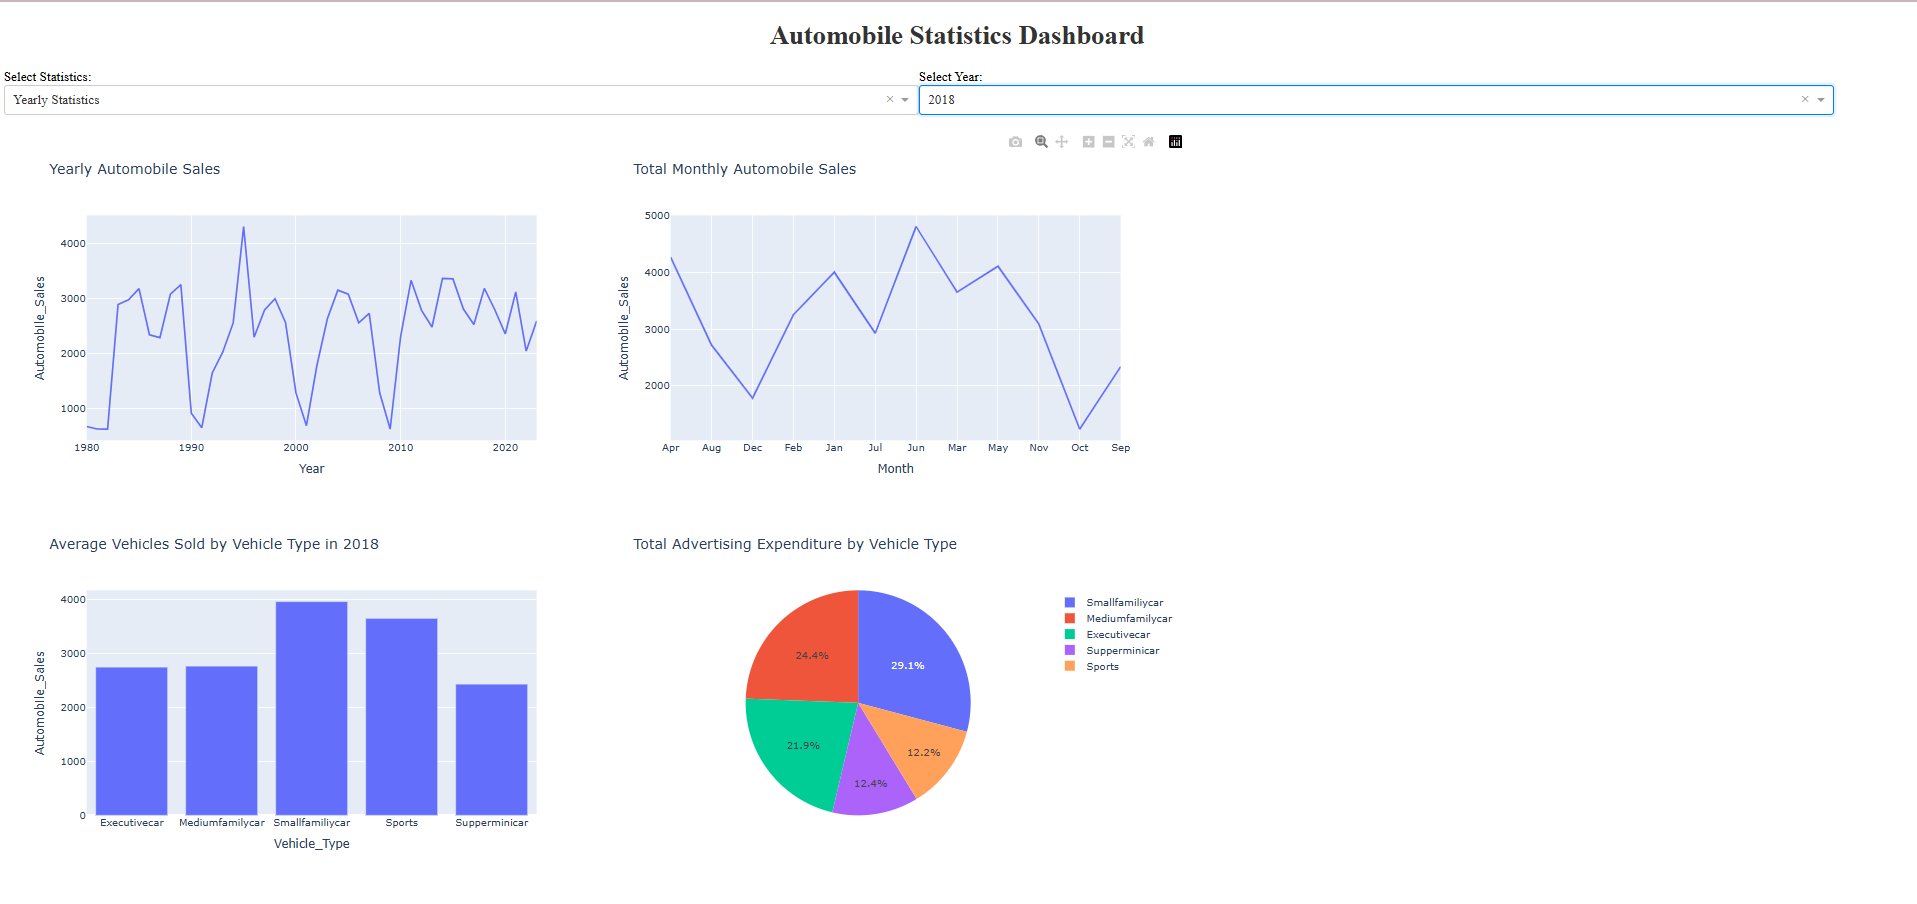 Automobile Statistics Dashboard
Select Statistics:
Select Year:
Yearly Statistics
× 
2018
×
Yearly Automobile Sales
4000
3000
2000
1000
Automobile_Sales
1980 1990 2000 2010 2020
Year
Total Monthly Automobile Sales
5000
4000
3000
2000
Automobile_Sales
Apr Aug Dec Feb Jan Jul Jun Mar May Nov Oct Sep
Month
Average Vehicles Sold by Vehicle Type in 2018
4000
3000
2000
1000
0
Automobile_Sales
Executivecar Mediumfamilycar Smallfamiliycar Sports Supperminicar
Vehicle_Type
Total Advertising Expenditure by Vehicle Type
24.4%
29.1%
21.9%
12.4%
12.2%
Smallfamiliycar
Mediumfamilycar
Executivecar
Supperminicar
Sports